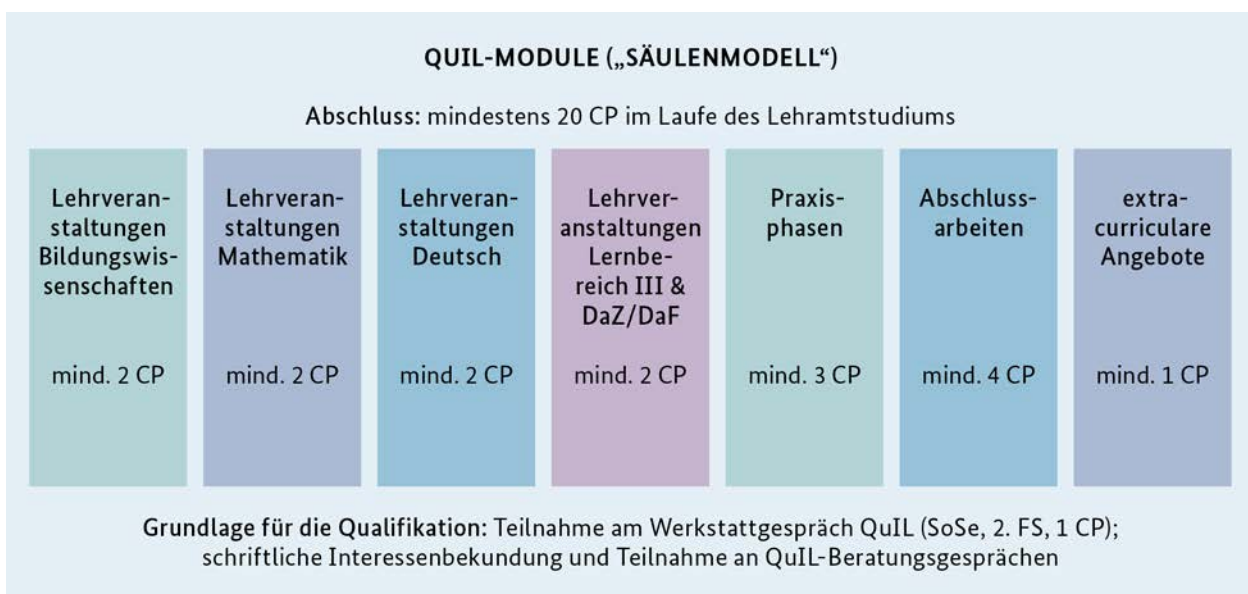 QUIL-MODULE („SÄULENMODELL“)
Abschluss: mindestens 20 CP im Laufe des Lehramtstudiums
Lehrveran-
staltungen
Bildungswis-
senschaften
mind. 2 CP
Lehrveran-
staltungen
Mathematik
mind. 2 CP
Lehrveran-
staltungen
Deutsch
mind. 2 CP
Lehrver-
anstaltungen
Lernbe-
reich III &
DaZ/DaF
mind. 2 CP
Praxis-
phasen
mind. 3 CP
Abschluss-
arbeiten
mind. 4 CP
extra-
curriculare
Angebote
mind. 1 CP
Grundlage für die Qualifikation: Teilnahme am Werkstattgespräch QuIL (SoSe, 2. FS, 1 CP);
schriftliche Interessenbekundung und Teilnahme an QuIL-Beratungsgesprächen